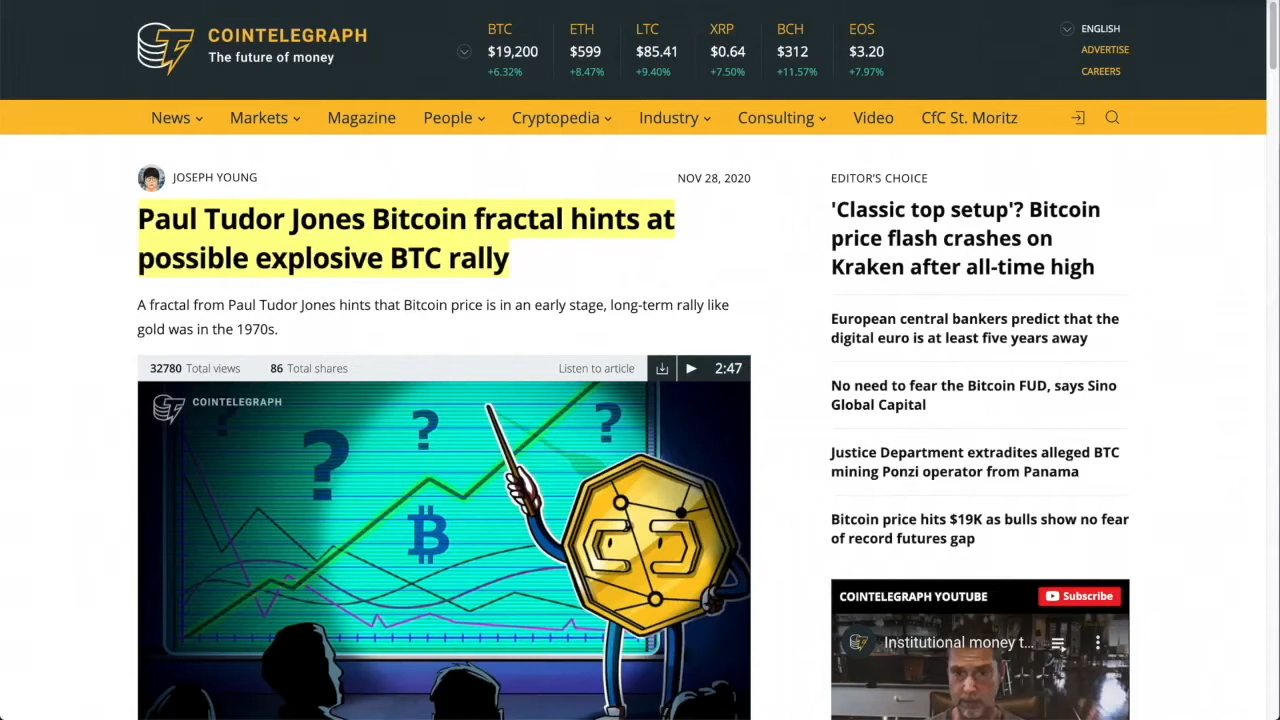 COINTELEGRAPH
The future of money
BTC
$19,200
+6.32%
ETH
$599
+8.47%
LTC
$85.41
+9.40%
XRP
$0.64
+7.50%
BCH
$312
+11.57%
EOS
$3.20
+7.97%
ENGLISH
ADVERTISE
CAREERS
News Markets Magazine People Cryptopedia Industry Consulting Video CfC St. Moritz
JOSEPH YOUNG
NOV 28, 2020
Paul Tudor Jones Bitcoin fractal hints at
possible explosive BTC rally
A fractal from Paul Tudor Jones hints that Bitcoin price is in an early stage, long-term rally like
gold was in the 1970s.
32780 Total views 86 Total shares Listen to article 2:47
COINTELEGRAPH
? ? ? ?
EDITOR'S CHOICE
'Classic top setup'? Bitcoin
price flash crashes on
Kraken after all-time high
European central bankers predict that the
digital euro is at least five years away
No need to fear the Bitcoin FUD, says Sino
Global Capital
Justice Department extradites alleged BTC
mining Ponzi operator from Panama
Bitcoin price hits $19K as bulls show no fear
of record futures gap
COINTELEGRAPH YOUTUBE
Subscribe
Institutional money t...